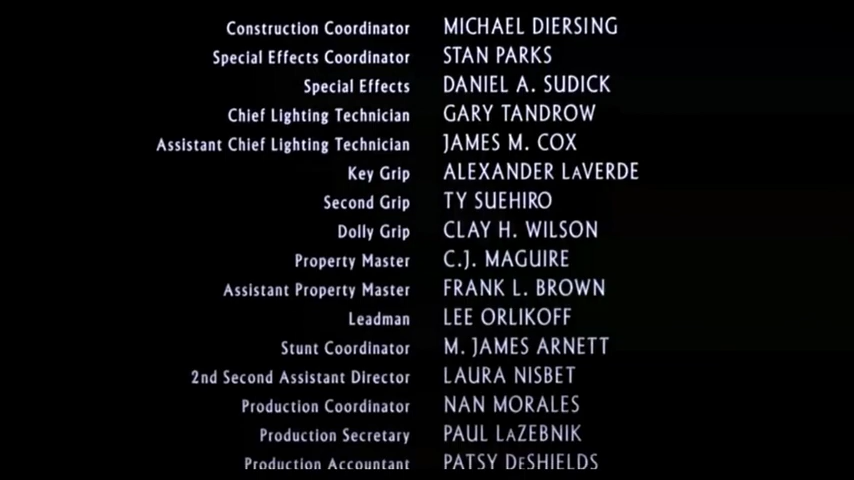 Construction Coordinator MICHAEL DIERSING
Special Effects Coordinator STAN PARKS
Special Effects DANIEL A. SUDICK
Chief Lighting Technician GARY TANDROW
Assistant Chief Lighting Technician JAMES M. COX
Key Grip ALEXANDER LAVERDE
Second Grip TY SUEHIRO
Dolly Grip CLAY H. WILSON
Property Master C.J. MAGUIRE
Assistant Property Master FRANK L. BROWN
Leadman LEE ORLIKOFF
Stunt Coordinator M. JAMES ARNETT
2nd Second Assistant Director LAURA NISBET
Production Coordinator NAN MORALES
Production Secretary PAUL LAZEBNIK
Production Accountant PATSY DESHIELDS